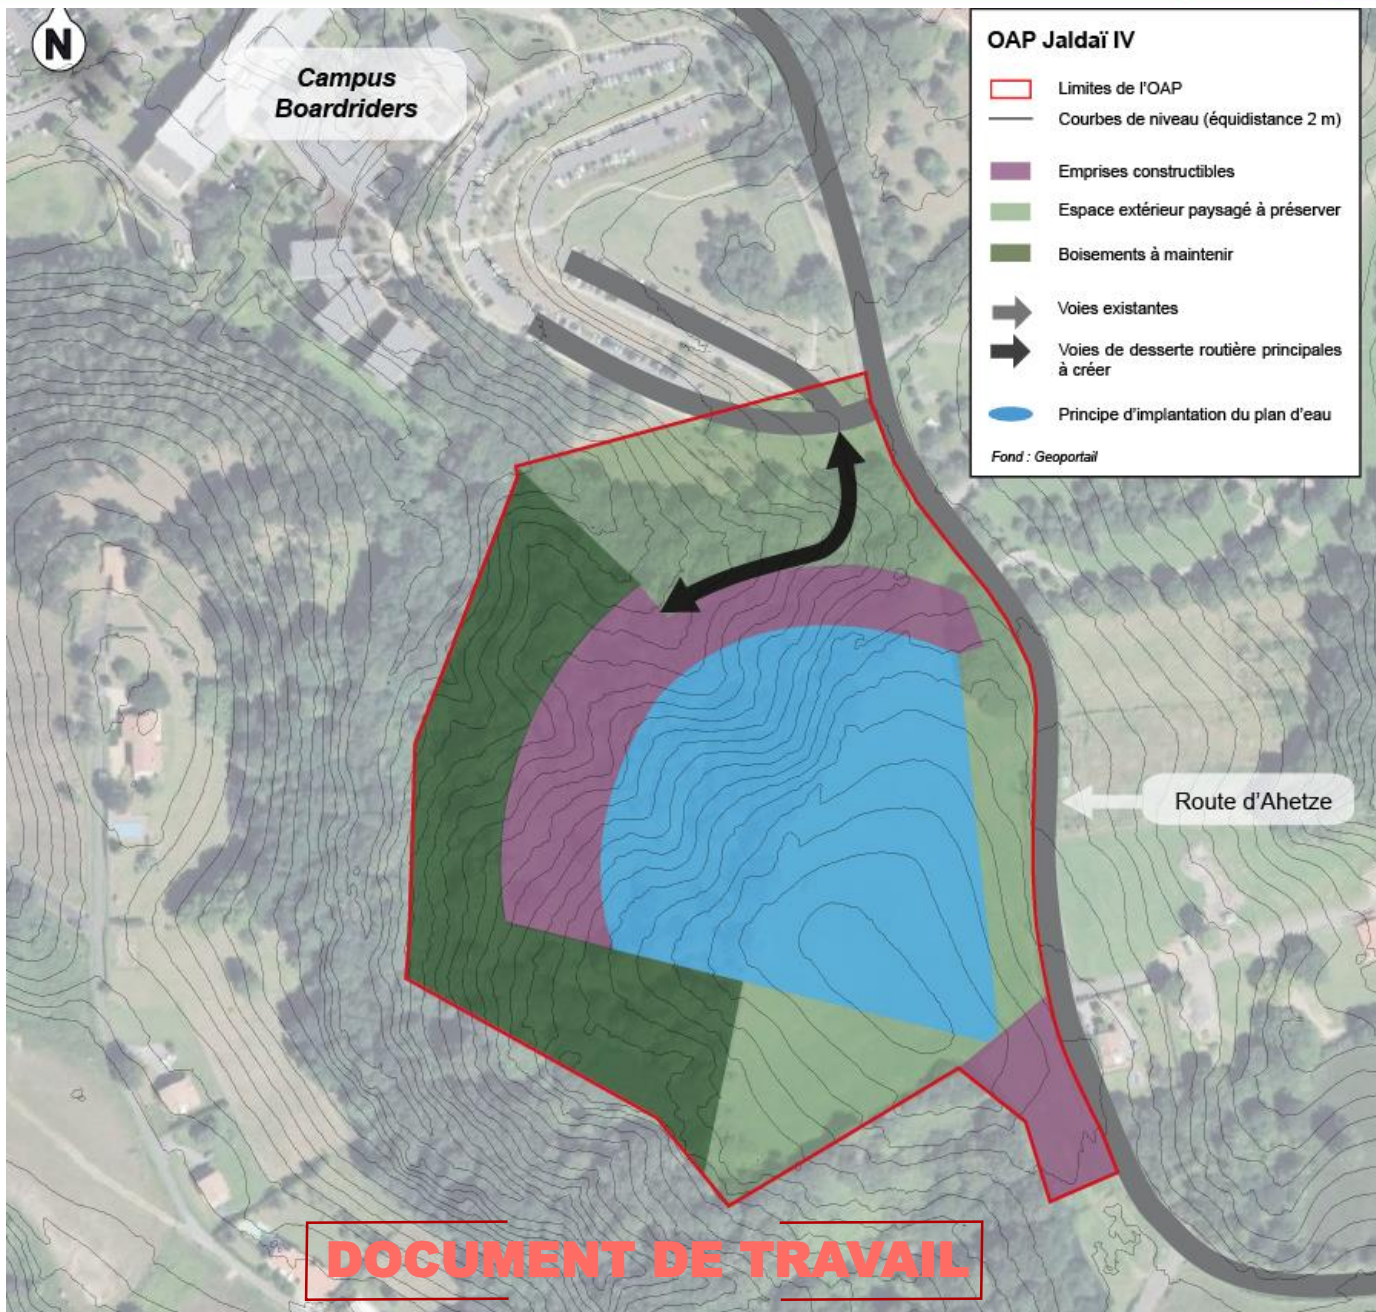 N
Campus
Boardriders
OAP Jaldaï IV
Limites de l'OAP
Courbes de niveau (équidistance 2 m)
Emprises constructibles
Espace extérieur paysagé à préserver
Boisements à maintenir
Voies existantes
Voies de desserte routière principales
à créer
Principe d'implantation du plan d'eau
Fond : Geoportail
Route d'Ahetze
DOCUMENT DE TRAVAIL